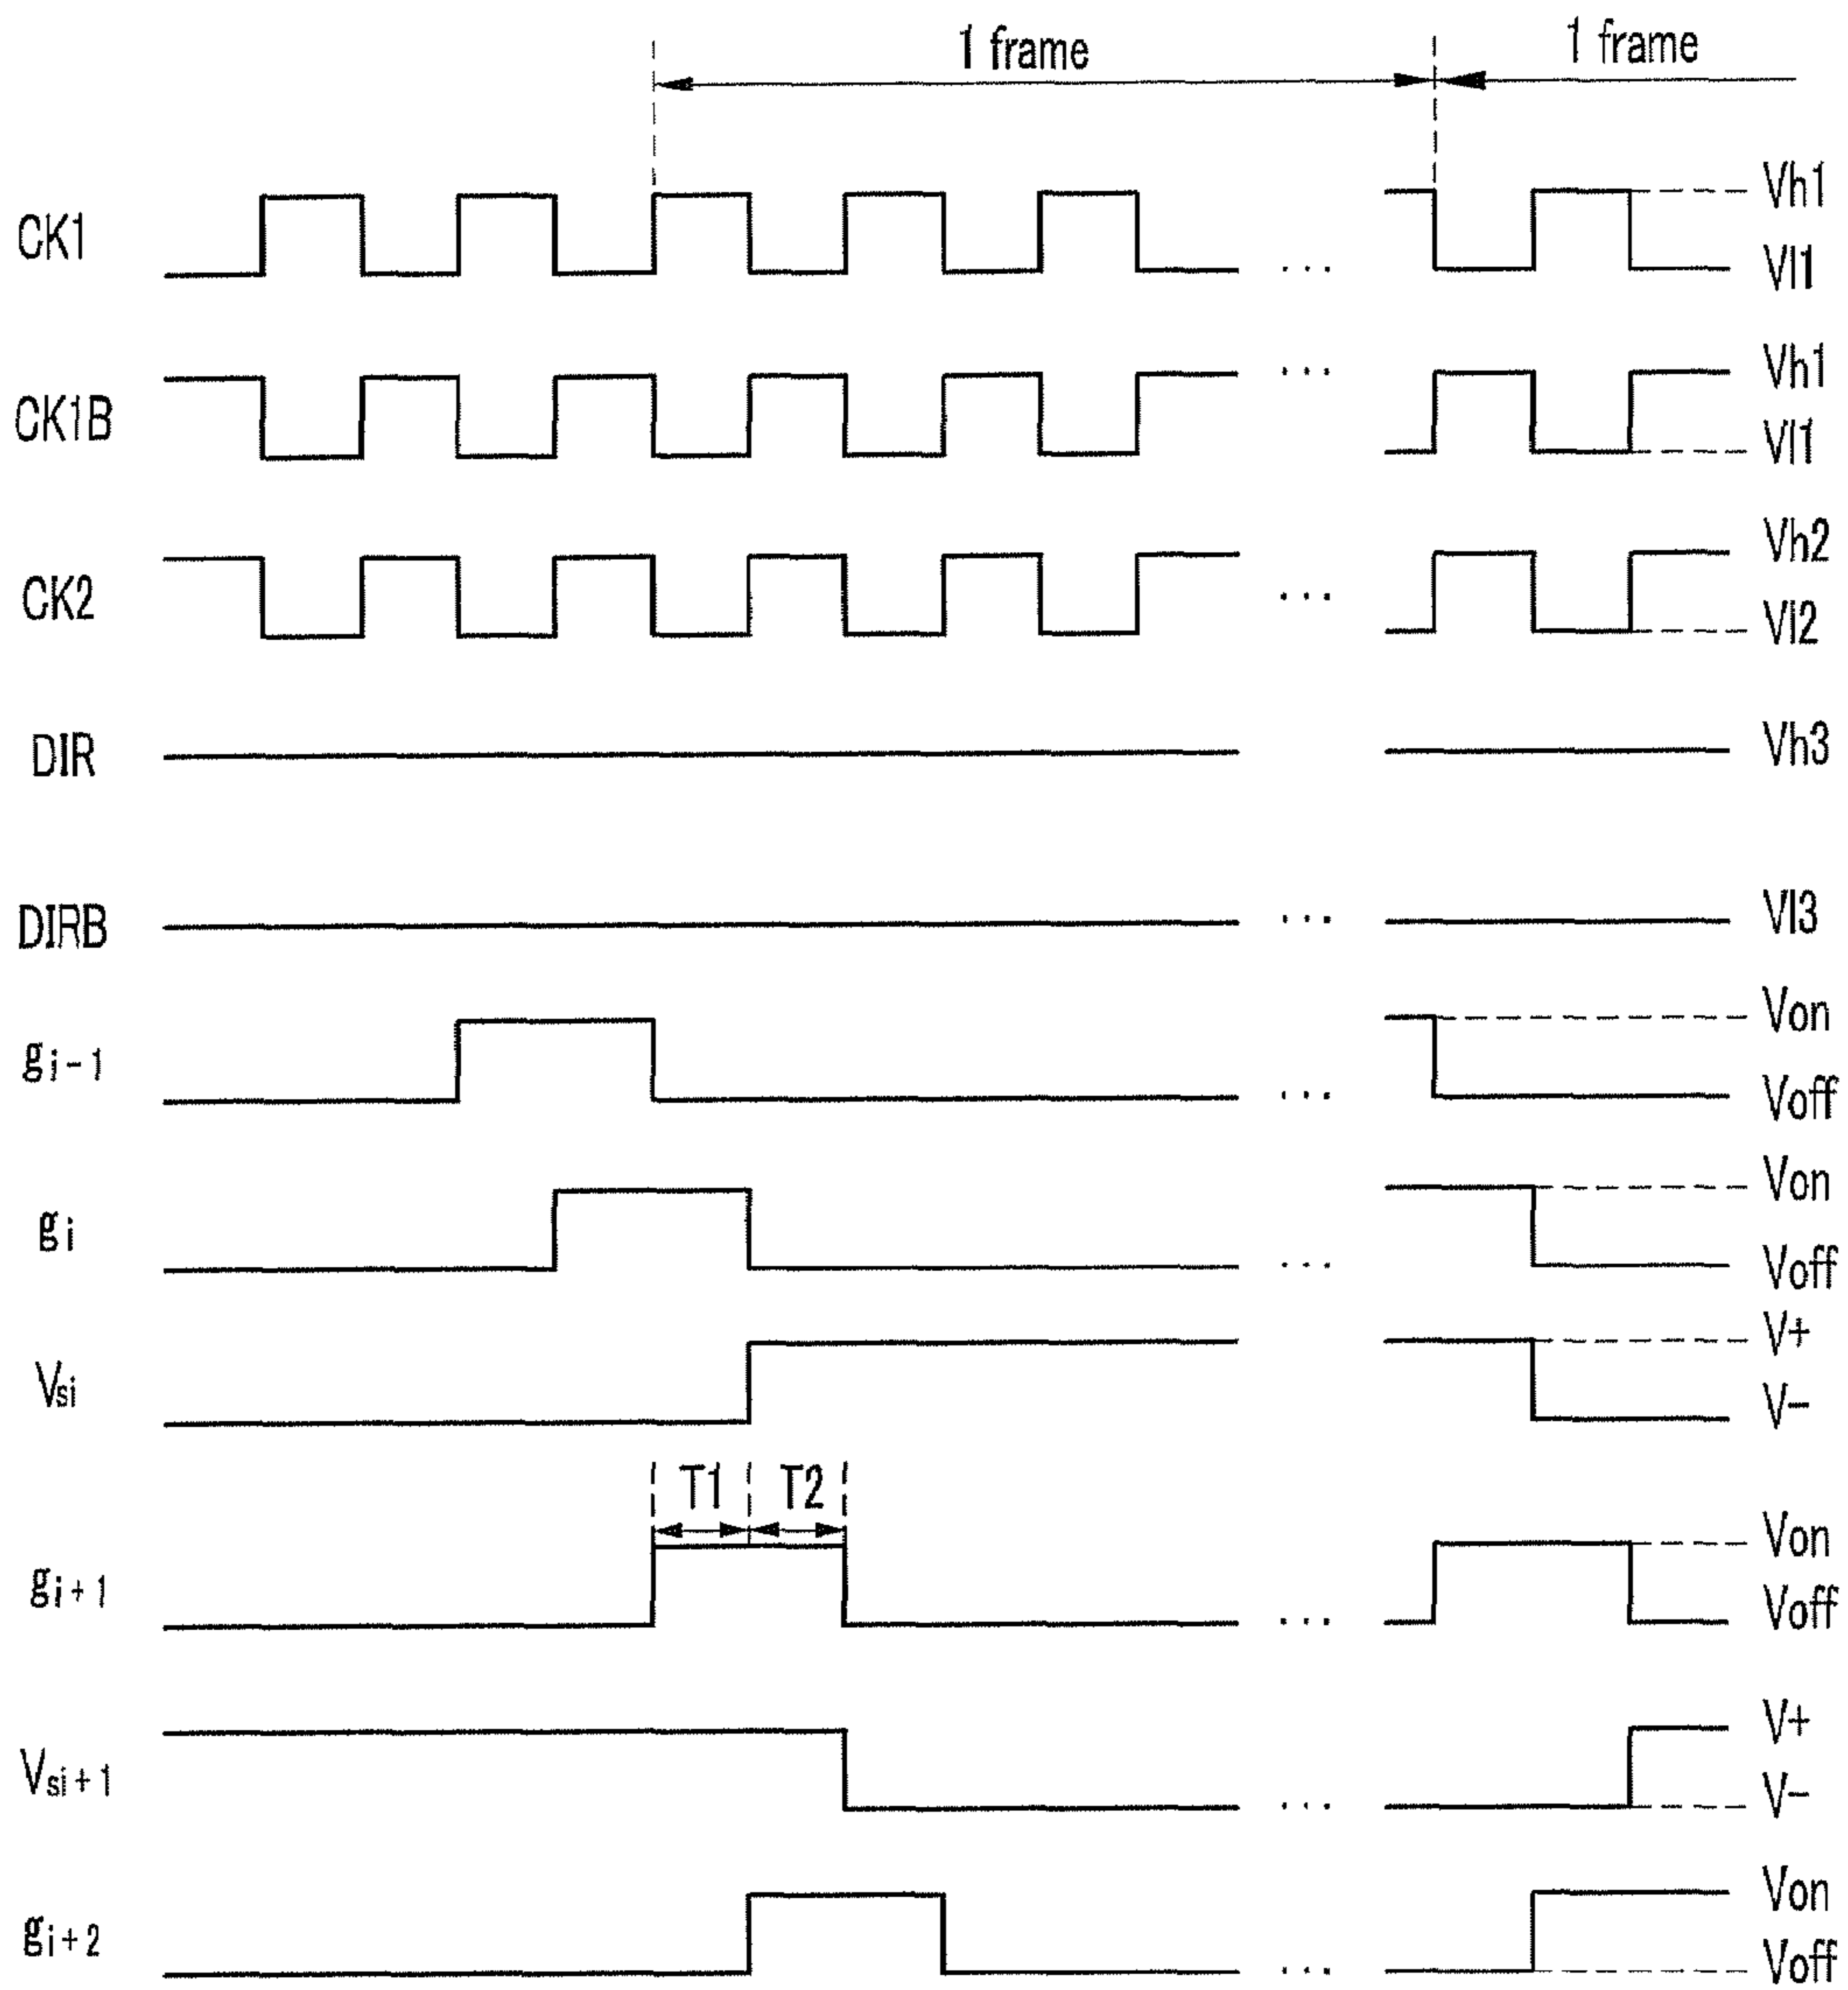 1 frame 1 frame
CK1 Vh1
Vl1
CK1B Vh1
Vl1
CK2 Vh2
Vl2
DIR Vh3
DIRB Vl3
gi-1 Von
Voff
gi Von
Voff
Vsi V+
V-
T1 T2
gi+1 Von
Voff
Vsi+1 V+
V-
gi+2 Von
Voff